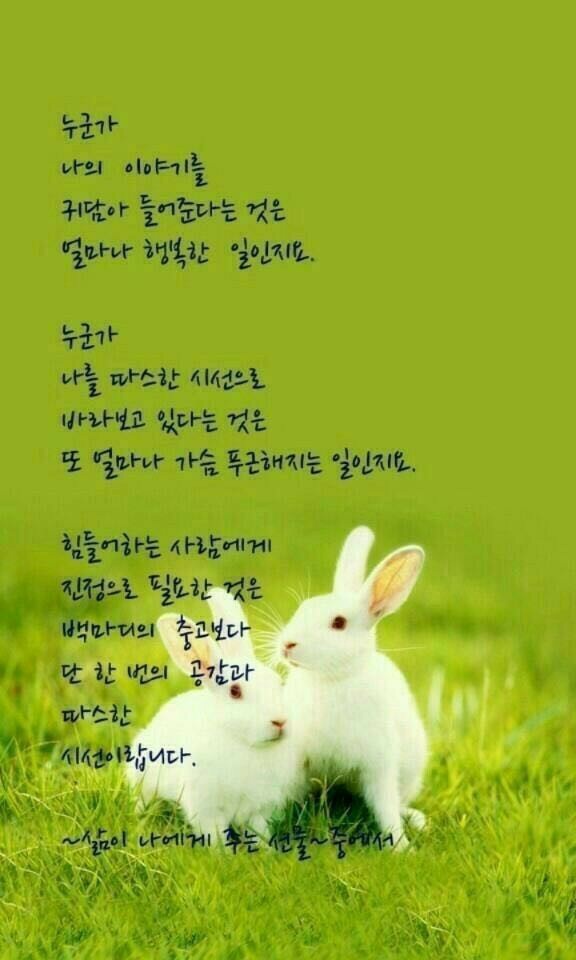 누군가
나의 이야기를
귀담아 들어준다는 것은
얼마나 행복한 일인지요.
누군가
나를 따스한 시선으로
바라보고 있다는 것은
또 얼마나 가슴 푸근해지는 일인지요.
힘들어하는 사람에게
진정으로 필요한 것은
백마디의 충고보다
단 한 번의 공감과
따스한
시선이랍니다.
~삶이 나에게 주는 선물~중에서